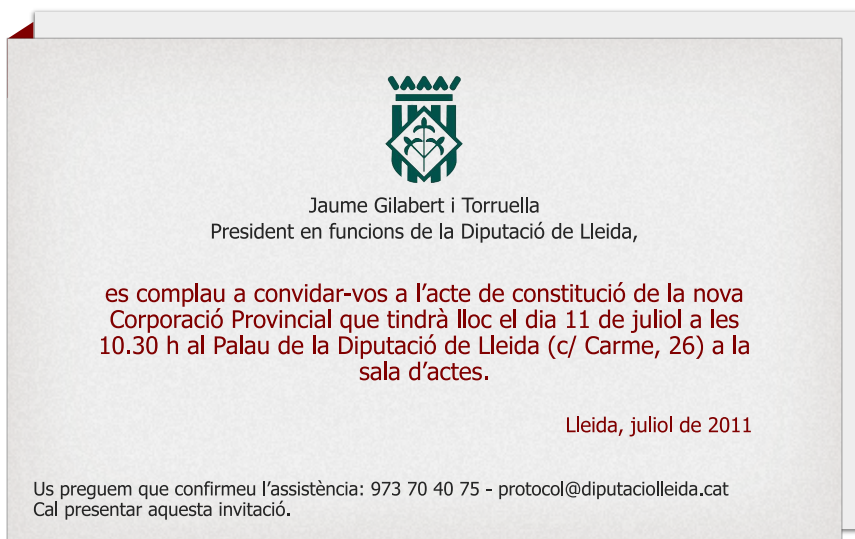 Jaume Gilabert i Torruella
President en funcions de la Diputació de Lleida,
es complau a convidar-vos a l’acte de constitució de la nova
Corporació Provincial que tindrà lloc el dia 11 de juliol a les
10.30 h al Palau de la Diputació de Lleida (c/ Carme, 26) a la
sala d’actes.
Lleida, juliol de 2011
Us preguem que confirmeu l’assistència: 973 70 40 75 - protocol@diputaciolleida.cat
Cal presentar aquesta invitació.